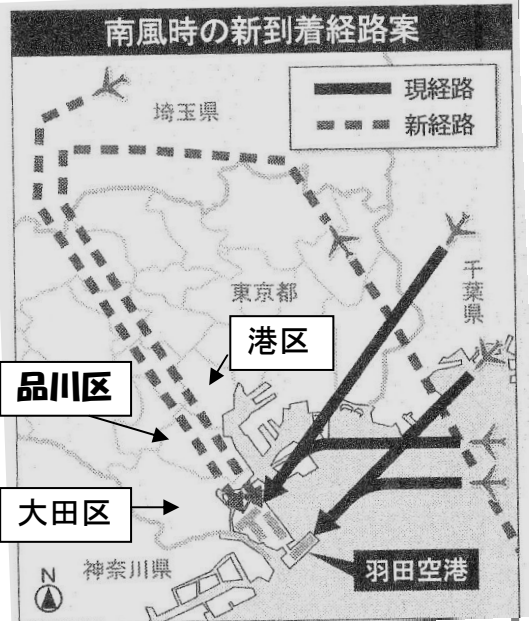 南風時の新到着経路案
現経路
新経路
埼玉県
千葉県
東京都
港区
品川区
大田区
神奈川県
羽田空港
N